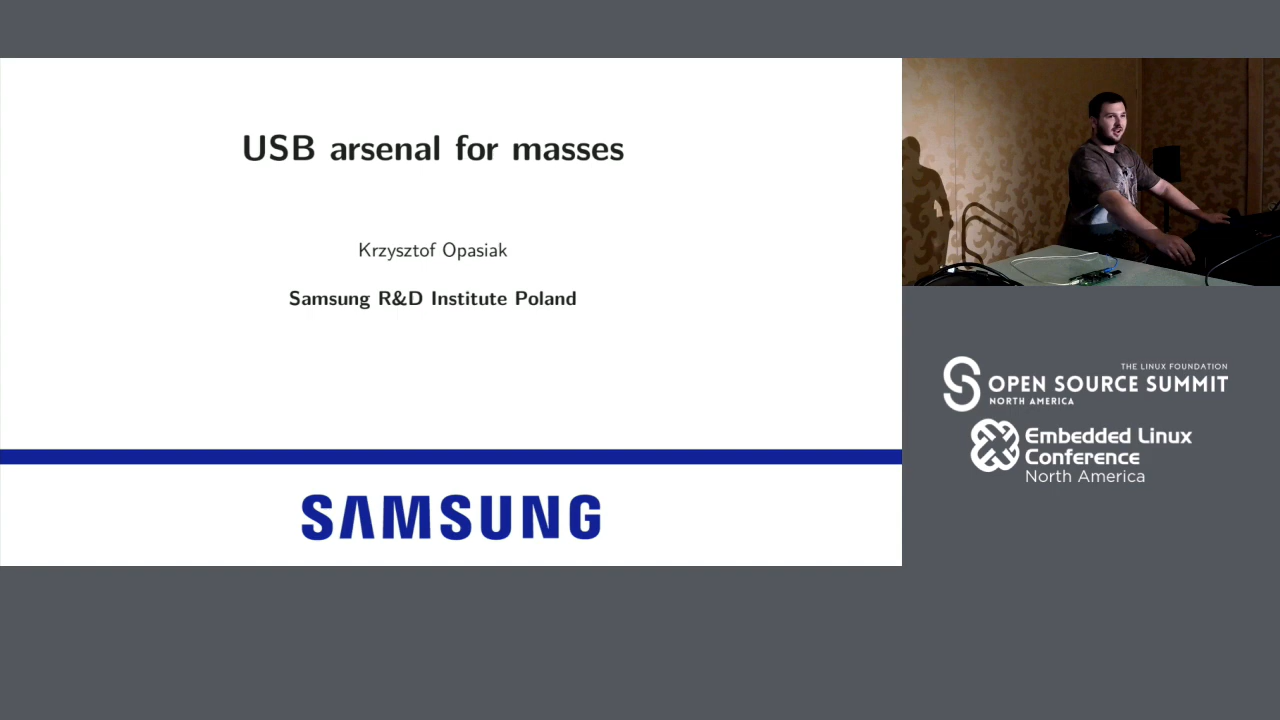 USB arsenal for masses
Krzysztof Opasiak
Samsung R&D Institute Poland
SAMSUNG
THE LINUX FOUNDATION
OPEN SOURCE SUMMIT
NORTH AMERICA
Embedded Linux
Conference
North America